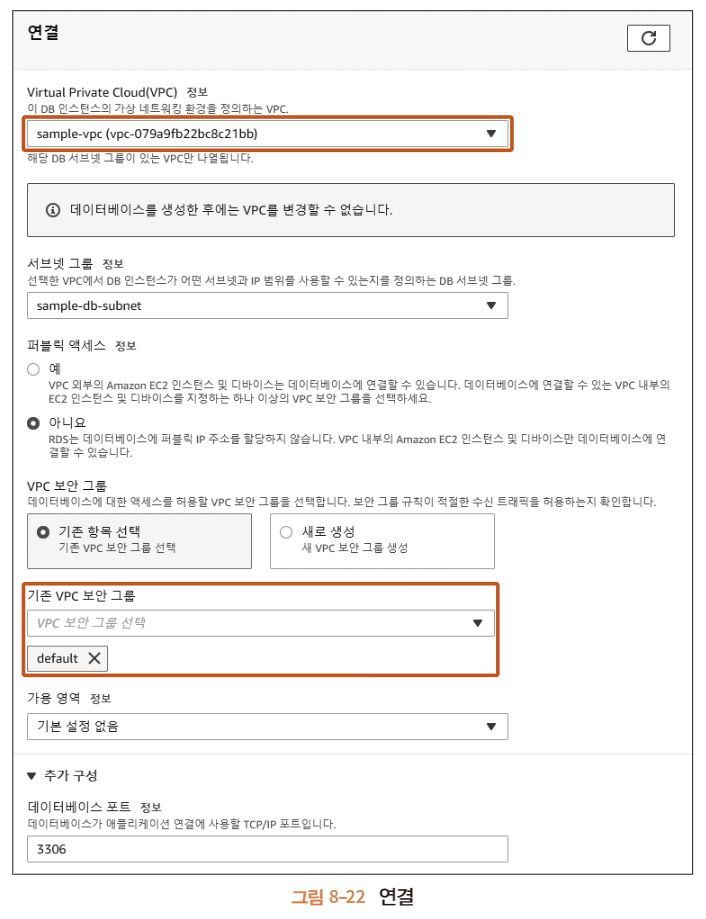 연결
Virtual Private Cloud(VPC) 정보
이 DB 인스턴스의 가상 네트워킹 환경을 정의하는 VPC.
sample-vpc (vpc-079a9fb22bc8c21bb)
해당 DB 서브넷 그룹이 있는 VPC만 나열됩니다.
데이터베이스를 생성한 후에는 VPC를 변경할 수 없습니다.
서브넷 그룹 정보
선택한 VPC에서 DB 인스턴스가 어떤 서브넷과 IP 범위를 사용할 수 있는지를 정의하는 DB 서브넷 그룹.
sample-db-subnet
퍼블릭 액세스 정보
예
VPC 외부의 Amazon EC2 인스턴스 및 디바이스는 데이터베이스에 연결할 수 있습니다. 데이터베이스에 연결할 수 있는 VPC 내부의
EC2 인스턴스 및 디바이스를 지정하는 하나 이상의 VPC 보안 그룹을 선택하세요.
아니요
RDS는 데이터베이스에 퍼블릭 IP 주소를 할당하지 않습니다. VPC 내부의 Amazon EC2 인스턴스 및 디바이스만 데이터베이스에 연
결할 수 있습니다.
VPC 보안 그룹
데이터베이스에 대한 액세스를 허용할 VPC 보안 그룹을 선택합니다. 보안 그룹 규칙이 적절한 수신 트래픽을 허용하는지 확인합니다.
기존 항목 선택
기존 VPC 보안 그룹 선택
새로 생성
새 VPC 보안 그룹 생성
기존 VPC 보안 그룹
VPC 보안 그룹 선택
default
가용 영역 정보
기본 설정 없음
추가 구성
데이터베이스 포트 정보
데이터베이스가 애플리케이션 연결에 사용할 TCP/IP 포트입니다.
3306
그림 8-22 연결